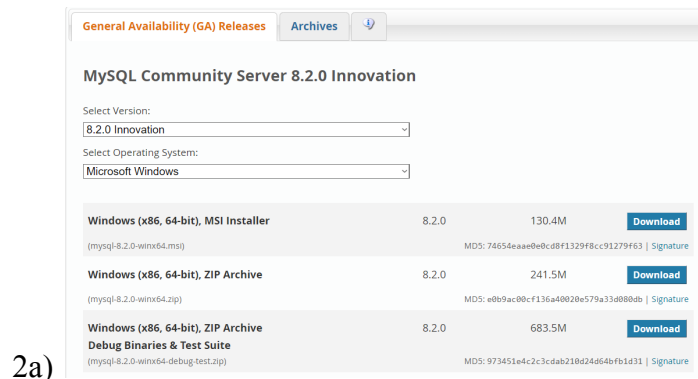 General Availability (GA) Releases Archives
MySQL Community Server 8.2.0 Innovation
Select Version:
8.2.0 Innovation
Select Operating System:
Microsoft Windows
Windows (x86, 64-bit), MSI Installer 8.2.0 130.4M Download
(mysql-8.2.0-winx64.msi) MD5: 74654eaae0e0cd8f1329f8cc91279f63 | Signature
Windows (x86, 64-bit), ZIP Archive 8.2.0 241.5M Download
(mysql-8.2.0-winx64.zip) MD5: e0b9ac00cf136a40020e579a33d080db | Signature
Windows (x86, 64-bit), ZIP Archive 8.2.0 683.5M Download
Debug Binaries & Test Suite
(mysql-8.2.0-winx64-debug-test.zip) MD5: 973451e4c2c3cdab210d24d64bfb1d31 | Signature
2a)